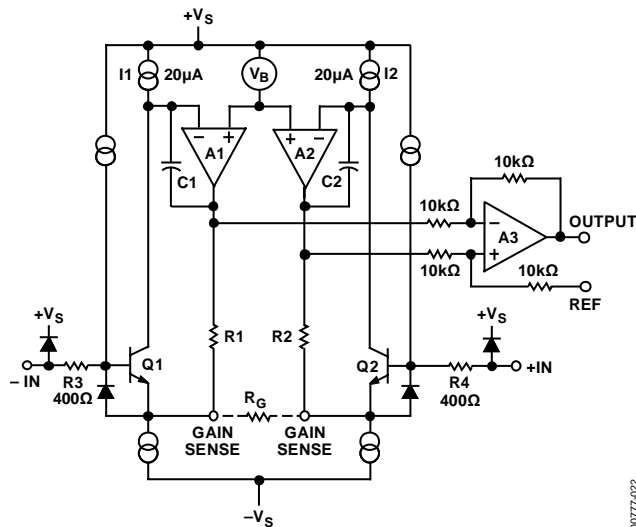 +VS
I1 20µA VB 20µA I2
− + + −
A1 A2
C1 C2
10kΩ
10kΩ
− A3 OUTPUT
+
10kΩ 10kΩ
REF
R1 R2
+VS +VS
− IN R3 400Ω Q1 Q2 R4 400Ω +IN
RG
GAIN SENSE GAIN SENSE
−VS